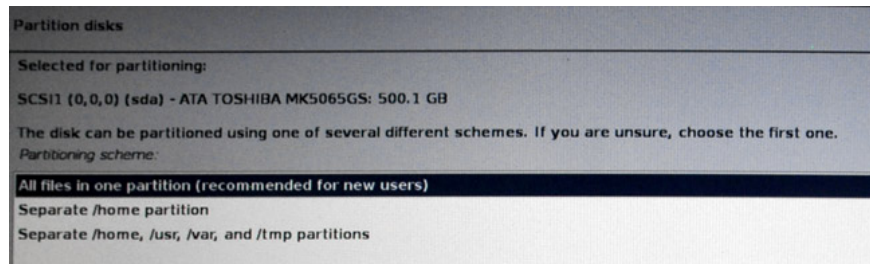 Partition disks
Selected for partitioning:
SCSI1 (0,0,0) (sda) - ATA TOSHIBA MK5065GS: 500.1 GB
The disk can be partitioned using one of several different schemes. If you are unsure, choose the first one.
Partitioning scheme:
All files in one partition (recommended for new users)
Separate /home partition
Separate /home, /usr, /var, and /tmp partitions